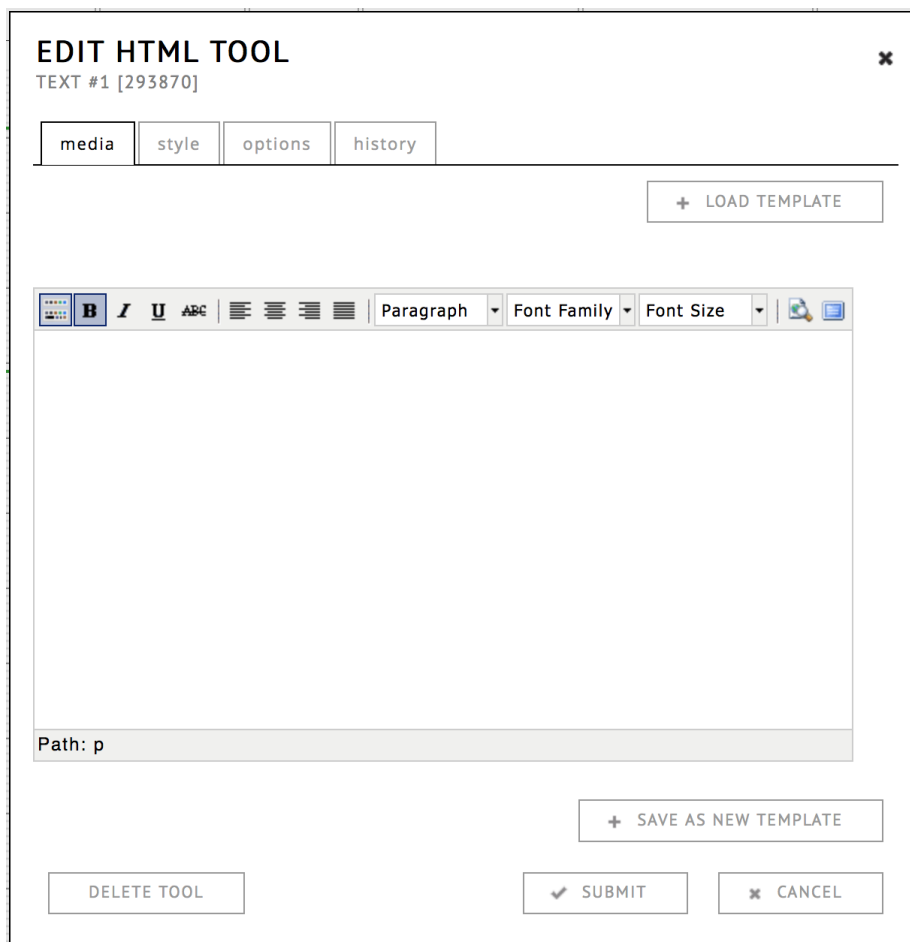 EDIT HTML TOOL
TEXT #1 [293870]
media style options history
LOAD TEMPLATE
B I U ABC Paragraph Font Family Font Size
Path: p
SAVE AS NEW TEMPLATE
DELETE TOOL SUBMIT CANCEL